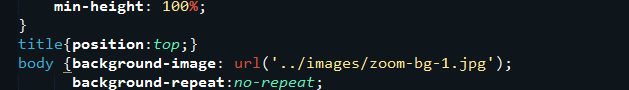 min-height: 100%;
}
title{position:top;}
body {background-image: url('../images/zoom-bg-1.jpg');
background-repeat:no-repeat;